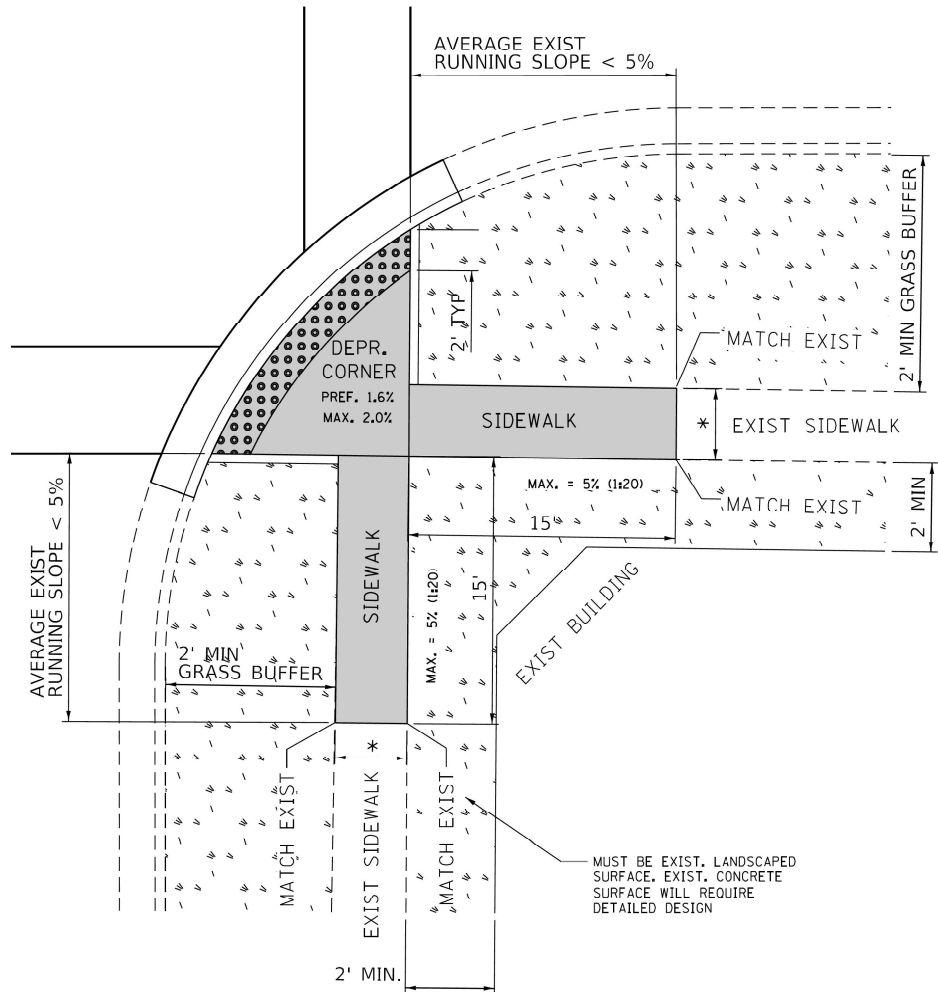 AVERAGE EXIST
RUNNING SLOPE < 5%
2' MIN GRASS BUFFER
2' TYP
MATCH EXIST
DEPR.
CORNER
PREF. 1.6%
MAX. 2.0%
SIDEWALK
* EXIST SIDEWALK
MAX. = 5% (1:20)
MATCH EXIST
15'
2' MIN
AVERAGE EXIST
RUNNING SLOPE < 5%
SIDEWALK
MAX. = 5% (1:20)
15'
EXIST BUILDING
2' MIN
GRASS BUFFER
*
MATCH EXIST
EXIST SIDEWALK
MATCH EXIST
MUST BE EXIST. LANDSCAPED
SURFACE. EXIST. CONCRETE
SURFACE WILL REQUIRE
DETAILED DESIGN
2' MIN.